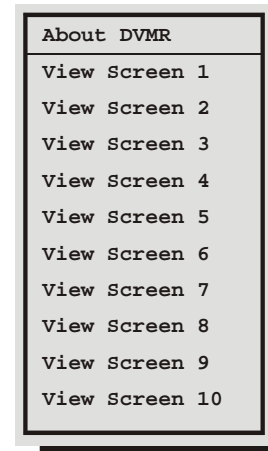 About DVMR
View Screen 1
View Screen 2
View Screen 3
View Screen 4
View Screen 5
View Screen 6
View Screen 7
View Screen 8
View Screen 9
View Screen 10